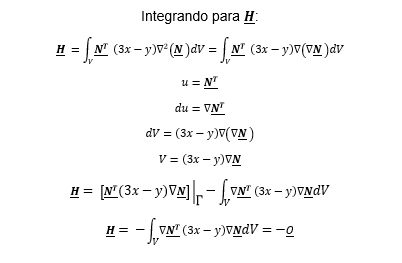 Integrando para H:
H = ∫_V N^T (3x − y)∇²(N)dV = ∫_V N^T (3x − y)∇(∇N)dV
u = N^T
du = ∇N^T
dV = (3x − y)∇(∇N)
V = (3x − y)∇N
H = [N^T(3x − y)∇N]|_Γ − ∫_V ∇N^T (3x − y)∇NdV
H = − ∫_V ∇N^T (3x − y)∇NdV = −Q